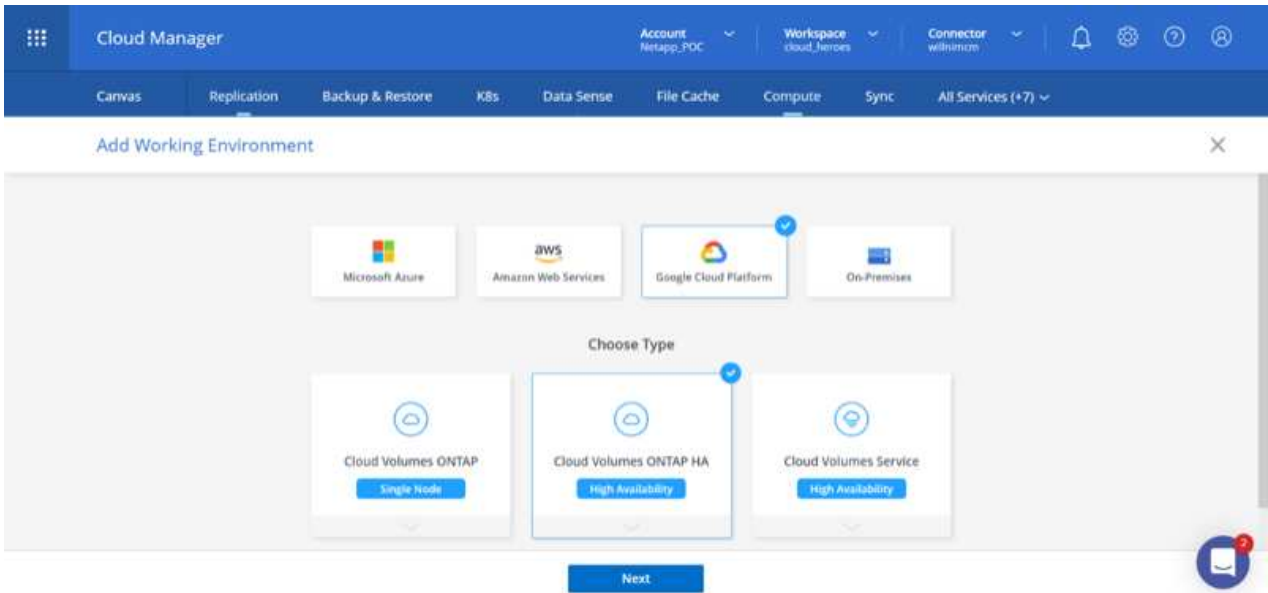 Cloud Manager
Account
Netapp_POC
Workspace
cloud_heroes
Connector
willnimcm
Canvas
Replication
Backup & Restore
K8s
Data Sense
File Cache
Compute
Sync
All Services (+7)
Add Working Environment
Microsoft Azure
aws
Amazon Web Services
Google Cloud Platform
On-Premises
Choose Type
Cloud Volumes ONTAP
Single Node
Cloud Volumes ONTAP HA
High Availability
Cloud Volumes Service
High Availability
Next
2